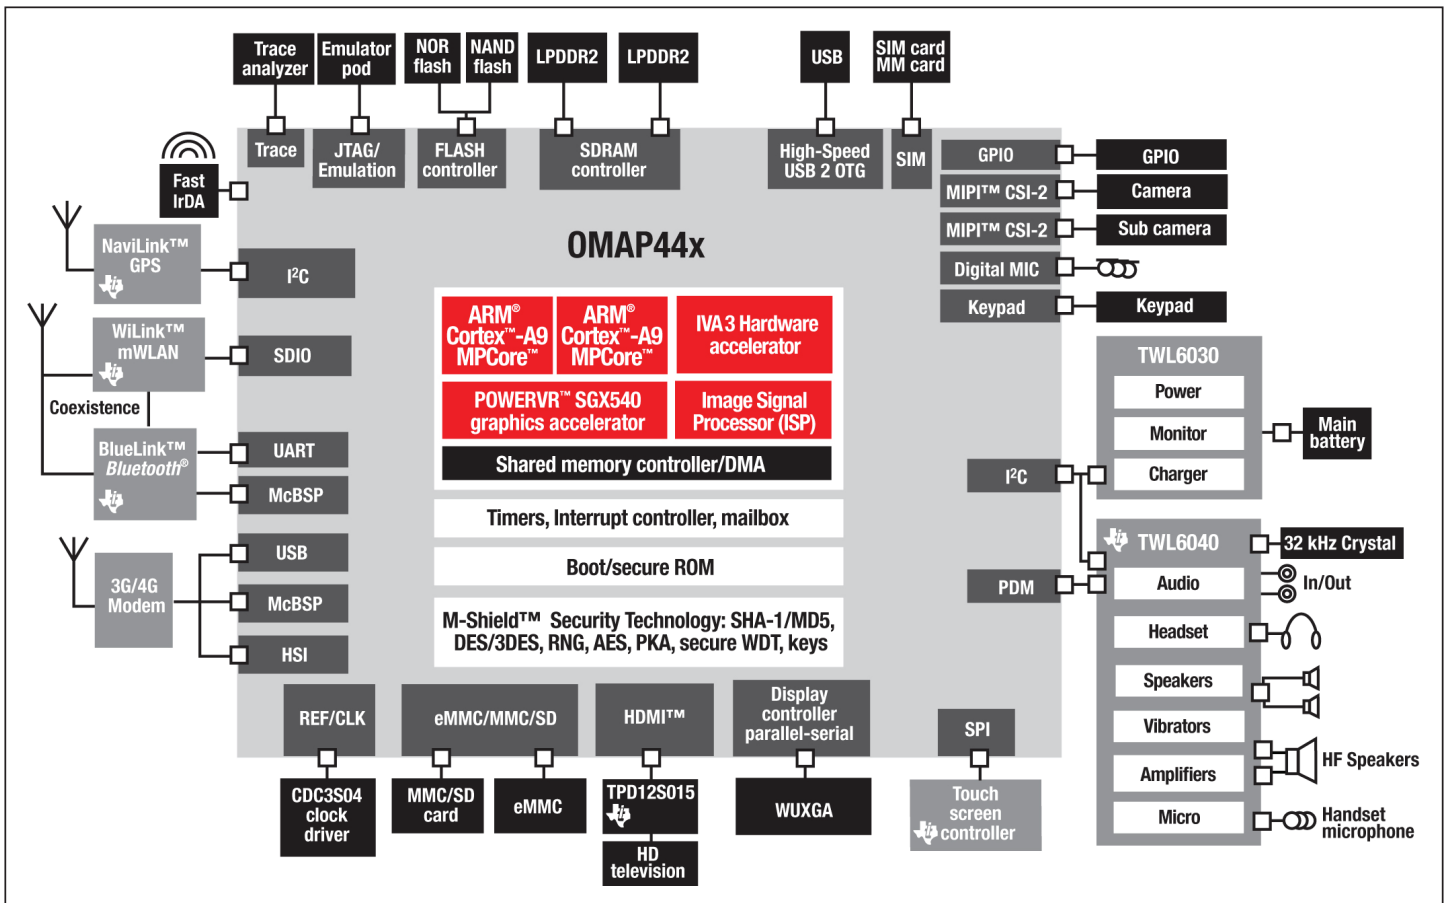 Trace
analyzer
Emulator
pod
NOR
flash
NAND
flash
LPDDR2
LPDDR2
USB
SIM card
MM card
Trace
JTAG/
Emulation
FLASH
controller
SDRAM
controller
High-Speed
USB 2 OTG
SIM
GPIO
GPIO
MIPI™ CSI-2
Camera
MIPI™ CSI-2
Sub camera
Digital MIC
Keypad
Keypad
Fast
IrDA
NaviLink™
GPS
I²C
WiLink™
mWLAN
SDIO
Coexistence
BlueLink™
Bluetooth®
UART
McBSP
3G/4G
Modem
USB
McBSP
HSI
OMAP44x
ARM®
Cortex™-A9
MPCore™
ARM®
Cortex™-A9
MPCore™
IVA 3 Hardware
accelerator
POWERVR™ SGX540
graphics accelerator
Image Signal
Processor (ISP)
Shared memory controller/DMA
Timers, Interrupt controller, mailbox
Boot/secure ROM
M-Shield™ Security Technology: SHA-1/MD5,
DES/3DES, RNG, AES, PKA, secure WDT, keys
TWL6030
Power
Monitor
Charger
Main
battery
I²C
PDM
TWL6040
32 kHz Crystal
Audio
In/Out
Headset
Speakers
Vibrators
Amplifiers
HF Speakers
Micro
Handset
microphone
REF/CLK
eMMC/MMC/SD
HDMI™
Display
controller
parallel-serial
SPI
CDC3S04
clock
driver
MMC/SD
card
eMMC
TPD12S015
HD
television
WUXGA
Touch
screen
controller